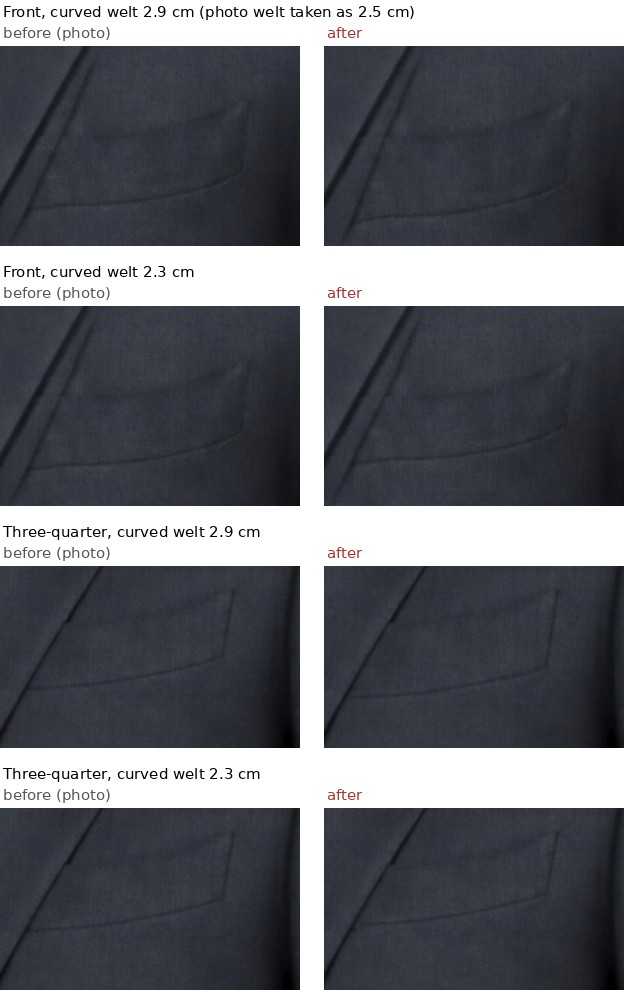 Front, curved welt 2.9 cm (photo welt taken as 2.5 cm)
before (photo) after
Front, curved welt 2.3 cm
before (photo) after
Three-quarter, curved welt 2.9 cm
before (photo) after
Three-quarter, curved welt 2.3 cm
before (photo) after